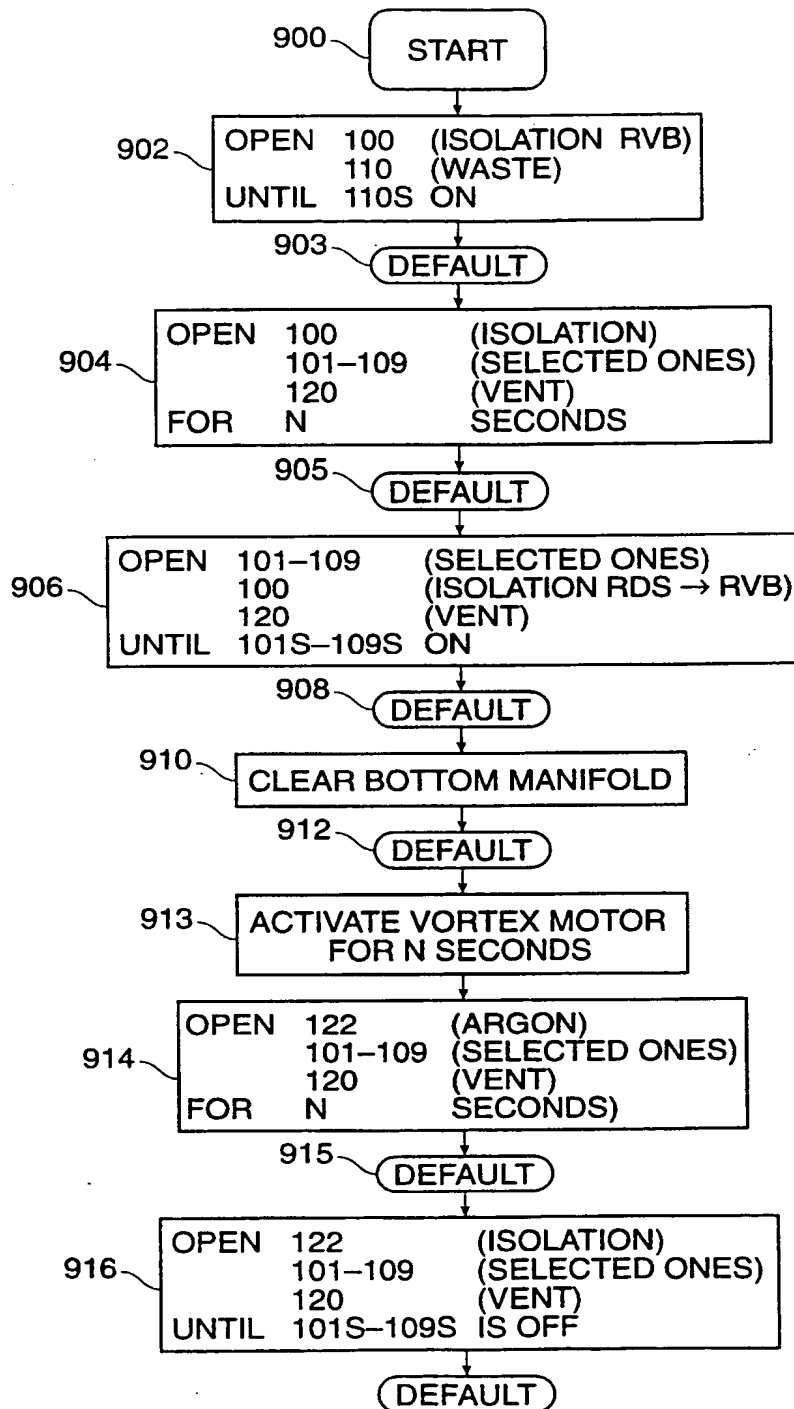 900
START
902
OPEN 100 (ISOLATION RVB)
110 (WASTE)
UNTIL 110S ON
903
DEFAULT
904
OPEN 100 (ISOLATION)
101–109 (SELECTED ONES)
120 (VENT)
FOR N SECONDS
905
DEFAULT
906
OPEN 101–109 (SELECTED ONES)
100 (ISOLATION RDS → RVB)
120 (VENT)
UNTIL 101S–109S ON
908
DEFAULT
910
CLEAR BOTTOM MANIFOLD
912
DEFAULT
913
ACTIVATE VORTEX MOTOR
FOR N SECONDS
914
OPEN 122 (ARGON)
101–109 (SELECTED ONES)
120 (VENT)
FOR N SECONDS)
915
DEFAULT
916
OPEN 122 (ISOLATION)
101–109 (SELECTED ONES)
120 (VENT)
UNTIL 101S–109S IS OFF
DEFAULT